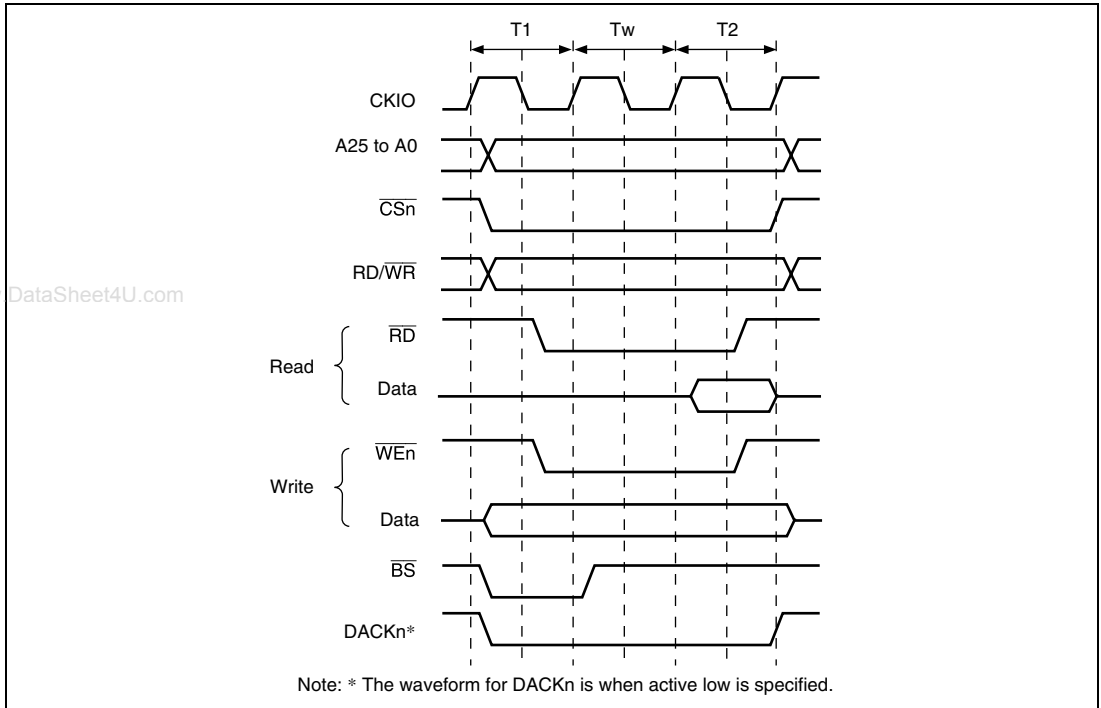 T1 Tw T2
CKIO
A25 to A0
CSn
RD/WR
DataSheet4U.com
RD
Read
Data
WEn
Write
Data
BS
DACKn*
Note: * The waveform for DACKn is when active low is specified.